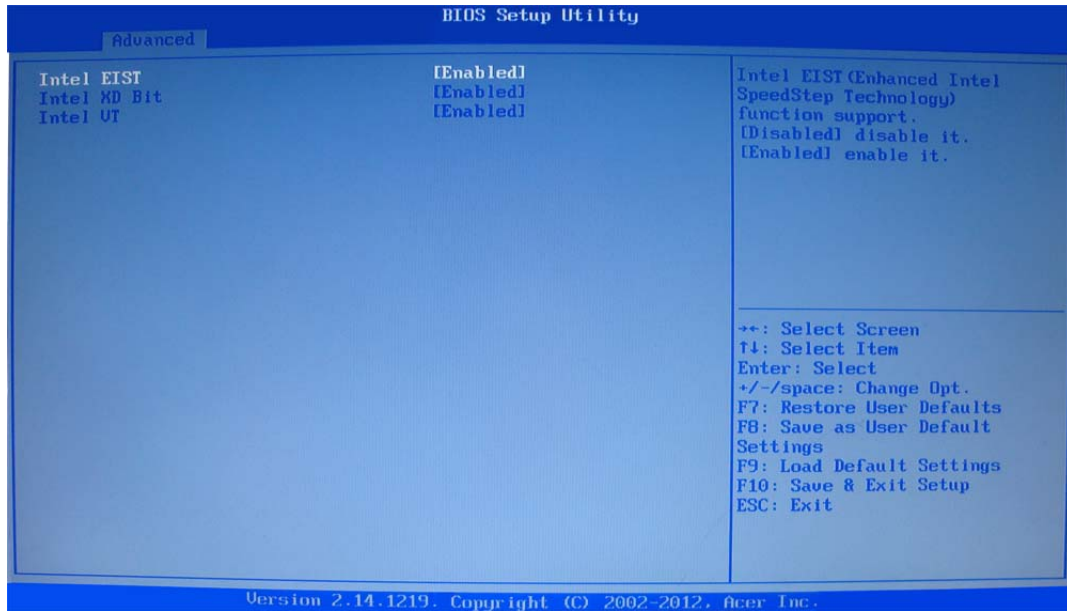 BIOS Setup Utility
Advanced
Intel EIST [Enabled]
Intel XD Bit [Enabled]
Intel VT [Enabled]
Intel EIST(Enhanced Intel
SpeedStep Technology)
function support.
[Disabled] disable it.
[Enabled] enable it.
→←: Select Screen
↑↓: Select Item
Enter: Select
+/-/space: Change Opt.
F7: Restore User Defaults
F8: Save as User Default
Settings
F9: Load Default Settings
F10: Save & Exit Setup
ESC: Exit
Version 2.14.1219. Copyright (C) 2002-2012, Acer Inc.